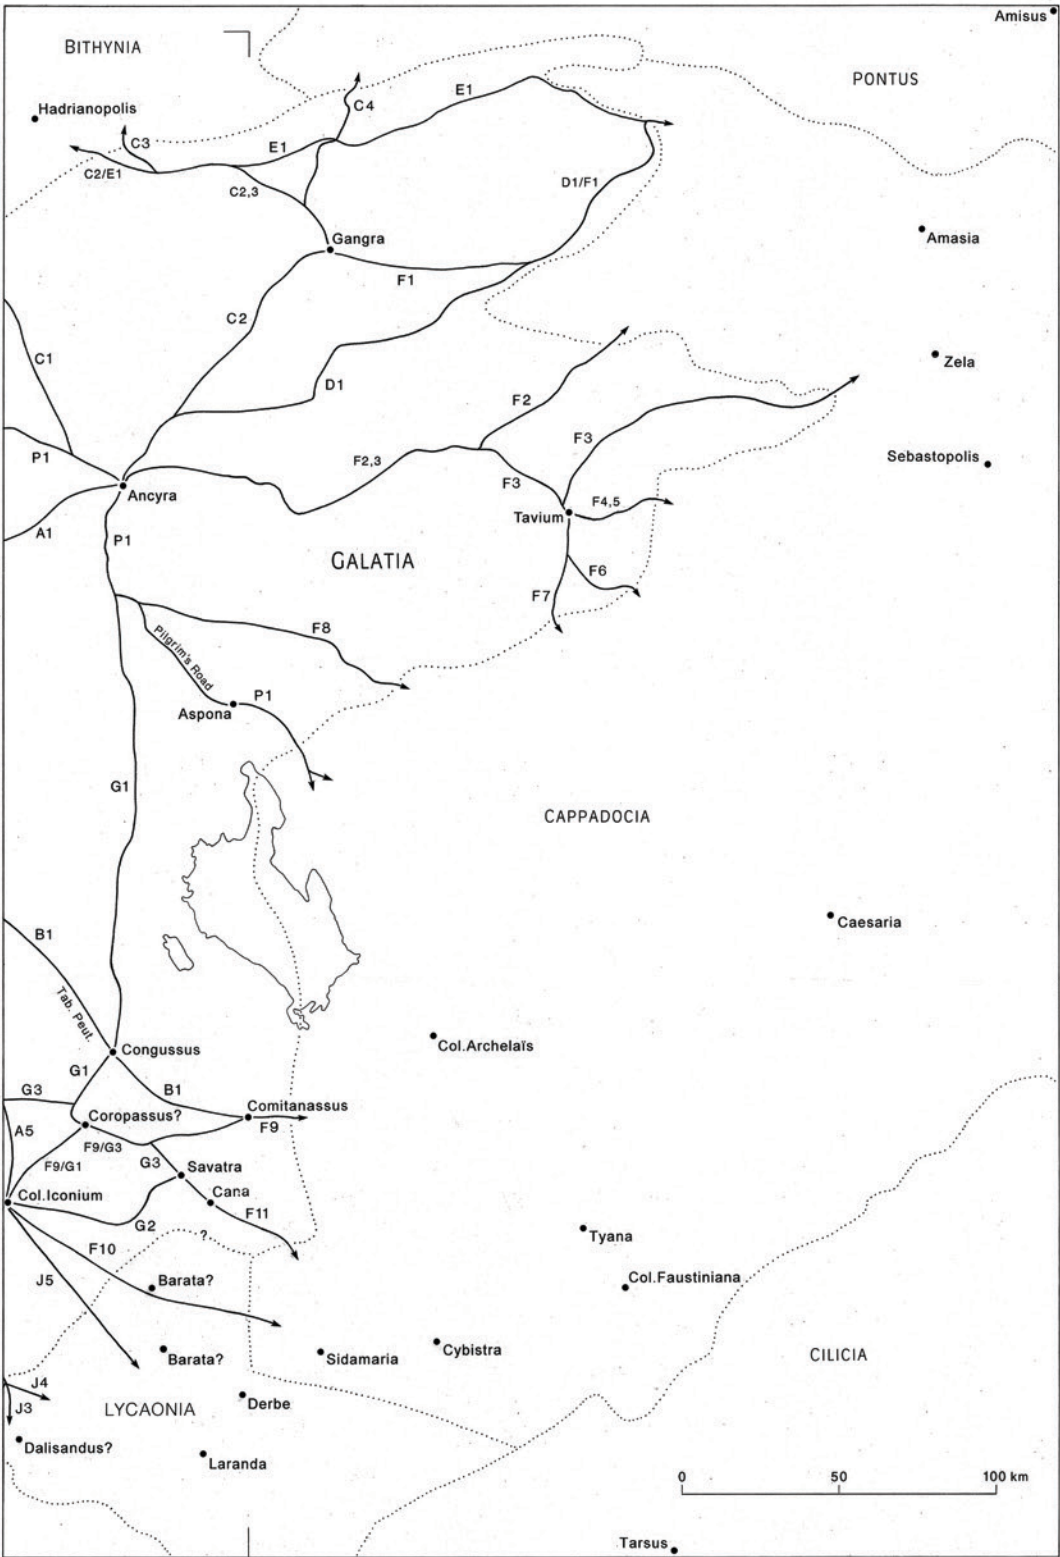 Amisus
BITHYNIA
PONTUS
Hadrianopolis
C4
E1
C3
E1
C2/E1
C2,3
D1/F1
Gangra
Amasia
F1
C2
C1
Zela
D1
F2
F3
P1
F2,3
Sebastopolis
F3
Ancyra
F4,5
Tavium
A1
P1
GALATIA
F6
F7
F8
Pilgrim's Road
P1
Aspona
G1
CAPPADOCIA
Caesaria
B1
Tab. Peut.
Col.Archelaïs
Congussus
G1
B1
G3
Comitanassus
Coropassus?
F9
A5
F9/G3
G3
F9/G1
Savatra
Col.Iconium
Cana
F11
G2
?
Tyana
F10
Col.Faustiniana
J5
Barata?
Cybistra
Barata?
Sidamaria
CILICIA
J4
Derbe
J3
LYCAONIA
Dalisandus?
Laranda
0 50 100 km
Tarsus